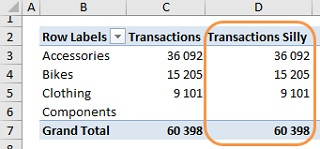 A B C D
1
2 Row Labels Transactions Transactions Silly
3 Accessories 36 092 36 092
4 Bikes 15 205 15 205
5 Clothing 9 101 9 101
6 Components
7 Grand Total 60 398 60 398
8